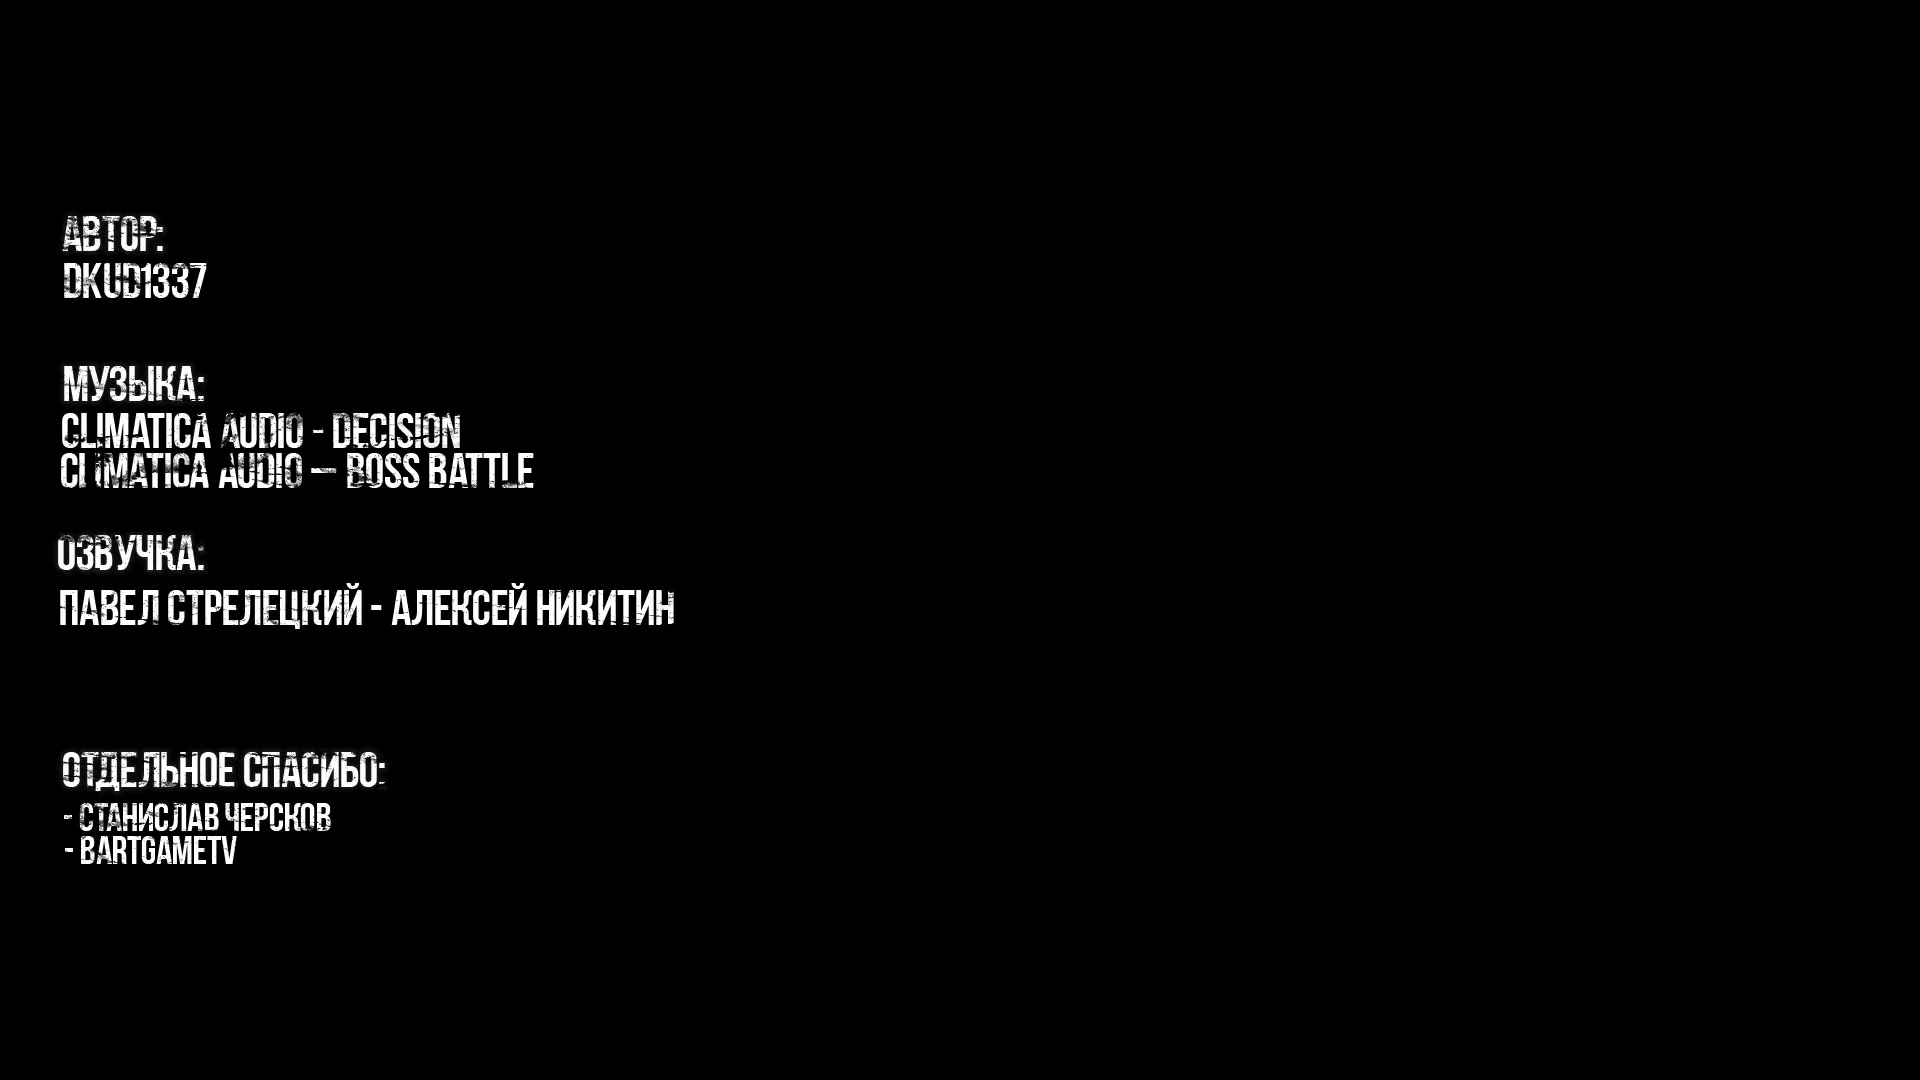 АВТОР:
DKUD1337
МУЗЫКА:
CLIMATICA AUDIO - DECISION
CLIMATICA AUDIO — BOSS BATTLE
ОЗВУЧКА:
ПАВЕЛ СТРЕЛЕЦКИЙ - АЛЕКСЕЙ НИКИТИН
ОТДЕЛЬНОЕ СПАСИБО:
- СТАНИСЛАВ ЧЕРСКОВ
- BARTGAMETV